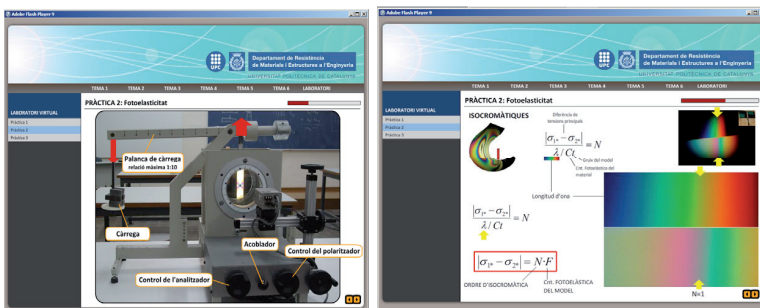 Adobe Flash Player 9
UPC
Departament de Resistència
de Materials i Estructures a l'Enginyeria
UNIVERSITAT POLITÈCNICA DE CATALUNYA
TEMA 1 TEMA 2 TEMA 3 TEMA 4 TEMA 5 TEMA 6 LABORATORI
LABORATORI VIRTUAL
Pràctica 1
Pràctica 2
Pràctica 3
PRÀCTICA 2: Fotoelasticitat
Palanca de càrrega
relació màxima 1:10
Càrrega
Acoblador
Control del polaritzador
Control de l'analitzador
Adobe Flash Player 9
UPC
Departament de Resistència
de Materials i Estructures a l'Enginyeria
UNIVERSITAT POLITÈCNICA DE CATALUNYA
TEMA 1 TEMA 2 TEMA 3 TEMA 4 TEMA 5 TEMA 6 LABORATORI
LABORATORI VIRTUAL
Pràctica 1
Pràctica 2
Pràctica 3
PRÀCTICA 2: Fotoelasticitat
ISOCROMÀTIQUES
Diferència de
tensions principals
|σ₁* − σ₂*| / (λ / Ct) = N
Gruix del model
Cnt. Fotoelàstica del
material
Longitud d'ona
|σ₁* − σ₂*| / (λ / Ct) = N
|σ₁* − σ₂*| = N·F
ORDRE D'ISOCROMÀTICA
Cnt. FOTOELÀSTICA
DEL MODEL
N=1